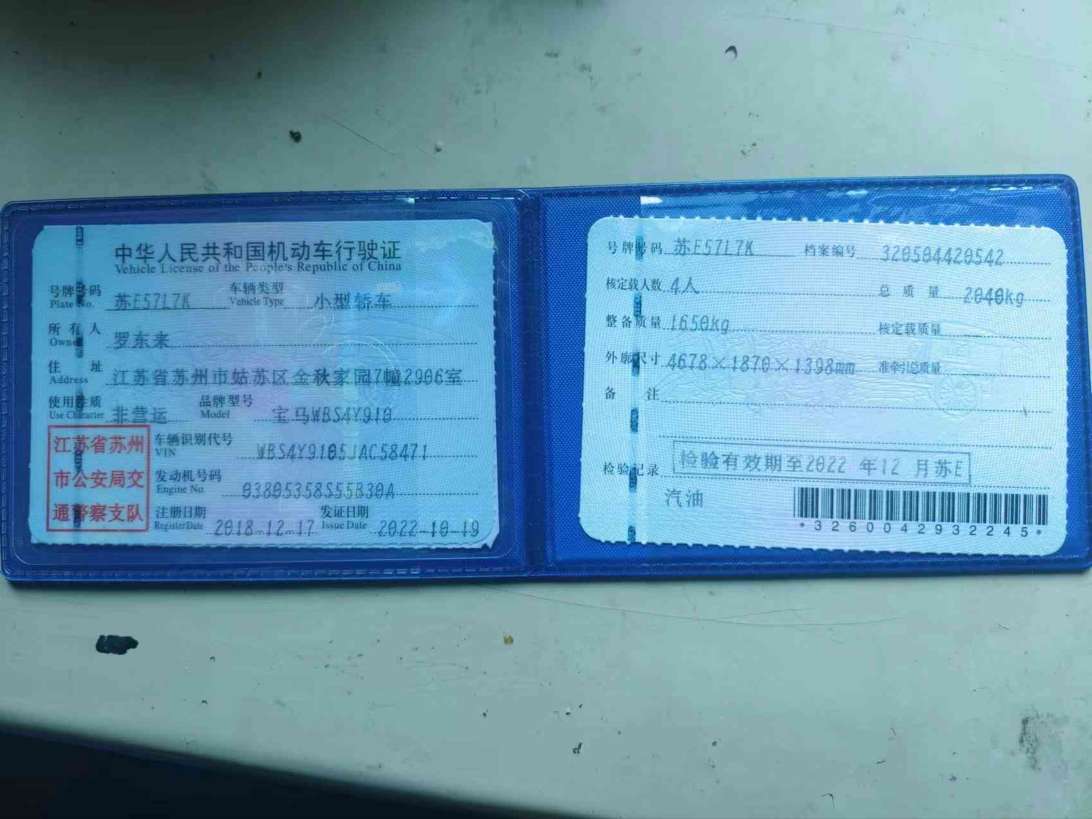 中华人民共和国机动车行驶证
Vehicle License of the People's Republic of China
号牌号码 Plate No. 苏E57L7K 车辆类型 Vehicle Type 小型轿车
所有人 Owner 罗东来
住址 Address 江苏省苏州市姑苏区金秋家园7幢2906室
使用性质 Use Character 非营运 品牌型号 Model 宝马WBS4Y910
江苏省苏州
市公安局交
通警察支队
车辆识别代号 VIN WBS4Y9105JAC58471
发动机号码 Engine No. 03805358S55B30A
注册日期 Register Date 2018-12-17 发证日期 Issue Date 2022-10-19
号牌号码 苏E57L7K 档案编号 320504420542
核定载人数 4人 总质量 2040kg
整备质量 1650kg 核定载质量
外廓尺寸 4678×1870×1398mm 准牵引总质量
备注
检验记录 检验有效期至2022 年12 月苏E
汽油
*3260042932245*